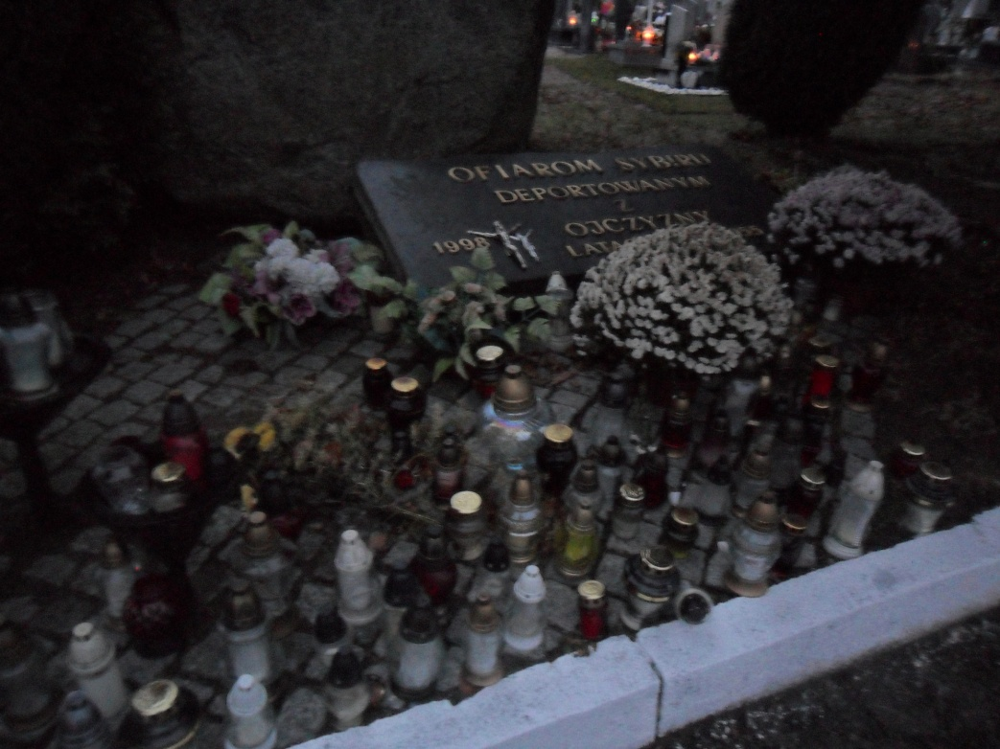 OFIAROM SYBIRU
DEPORTOWANYM
Z
OJCZYZNY
1998
LATA